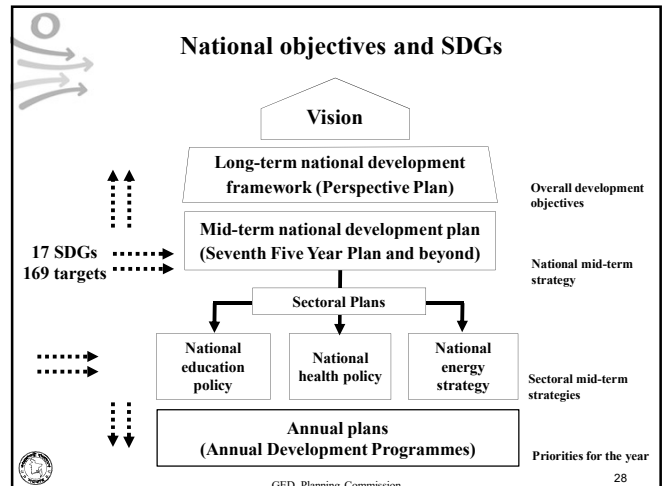 National objectives and SDGs
Vision
Long-term national development
framework (Perspective Plan)
Overall development
objectives
Mid-term national development plan
(Seventh Five Year Plan and beyond)
17 SDGs
169 targets
National mid-term
strategy
Sectoral Plans
National
education
policy
National
health policy
National
energy
strategy
Sectoral mid-term
strategies
Annual plans
(Annual Development Programmes)
Priorities for the year
GED, Planning Commission
28